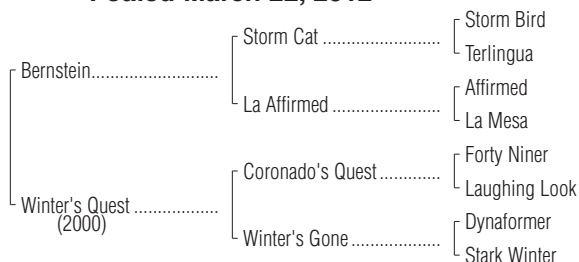 Foaled March 22, 2012
Storm Bird
Storm Cat
Terlingua
Bernstein
Affirmed
La Affirmed
La Mesa
Forty Niner
Coronado's Quest
Laughing Look
Winter's Quest
(2000)
Dynaformer
Winter's Gone
Stark Winter